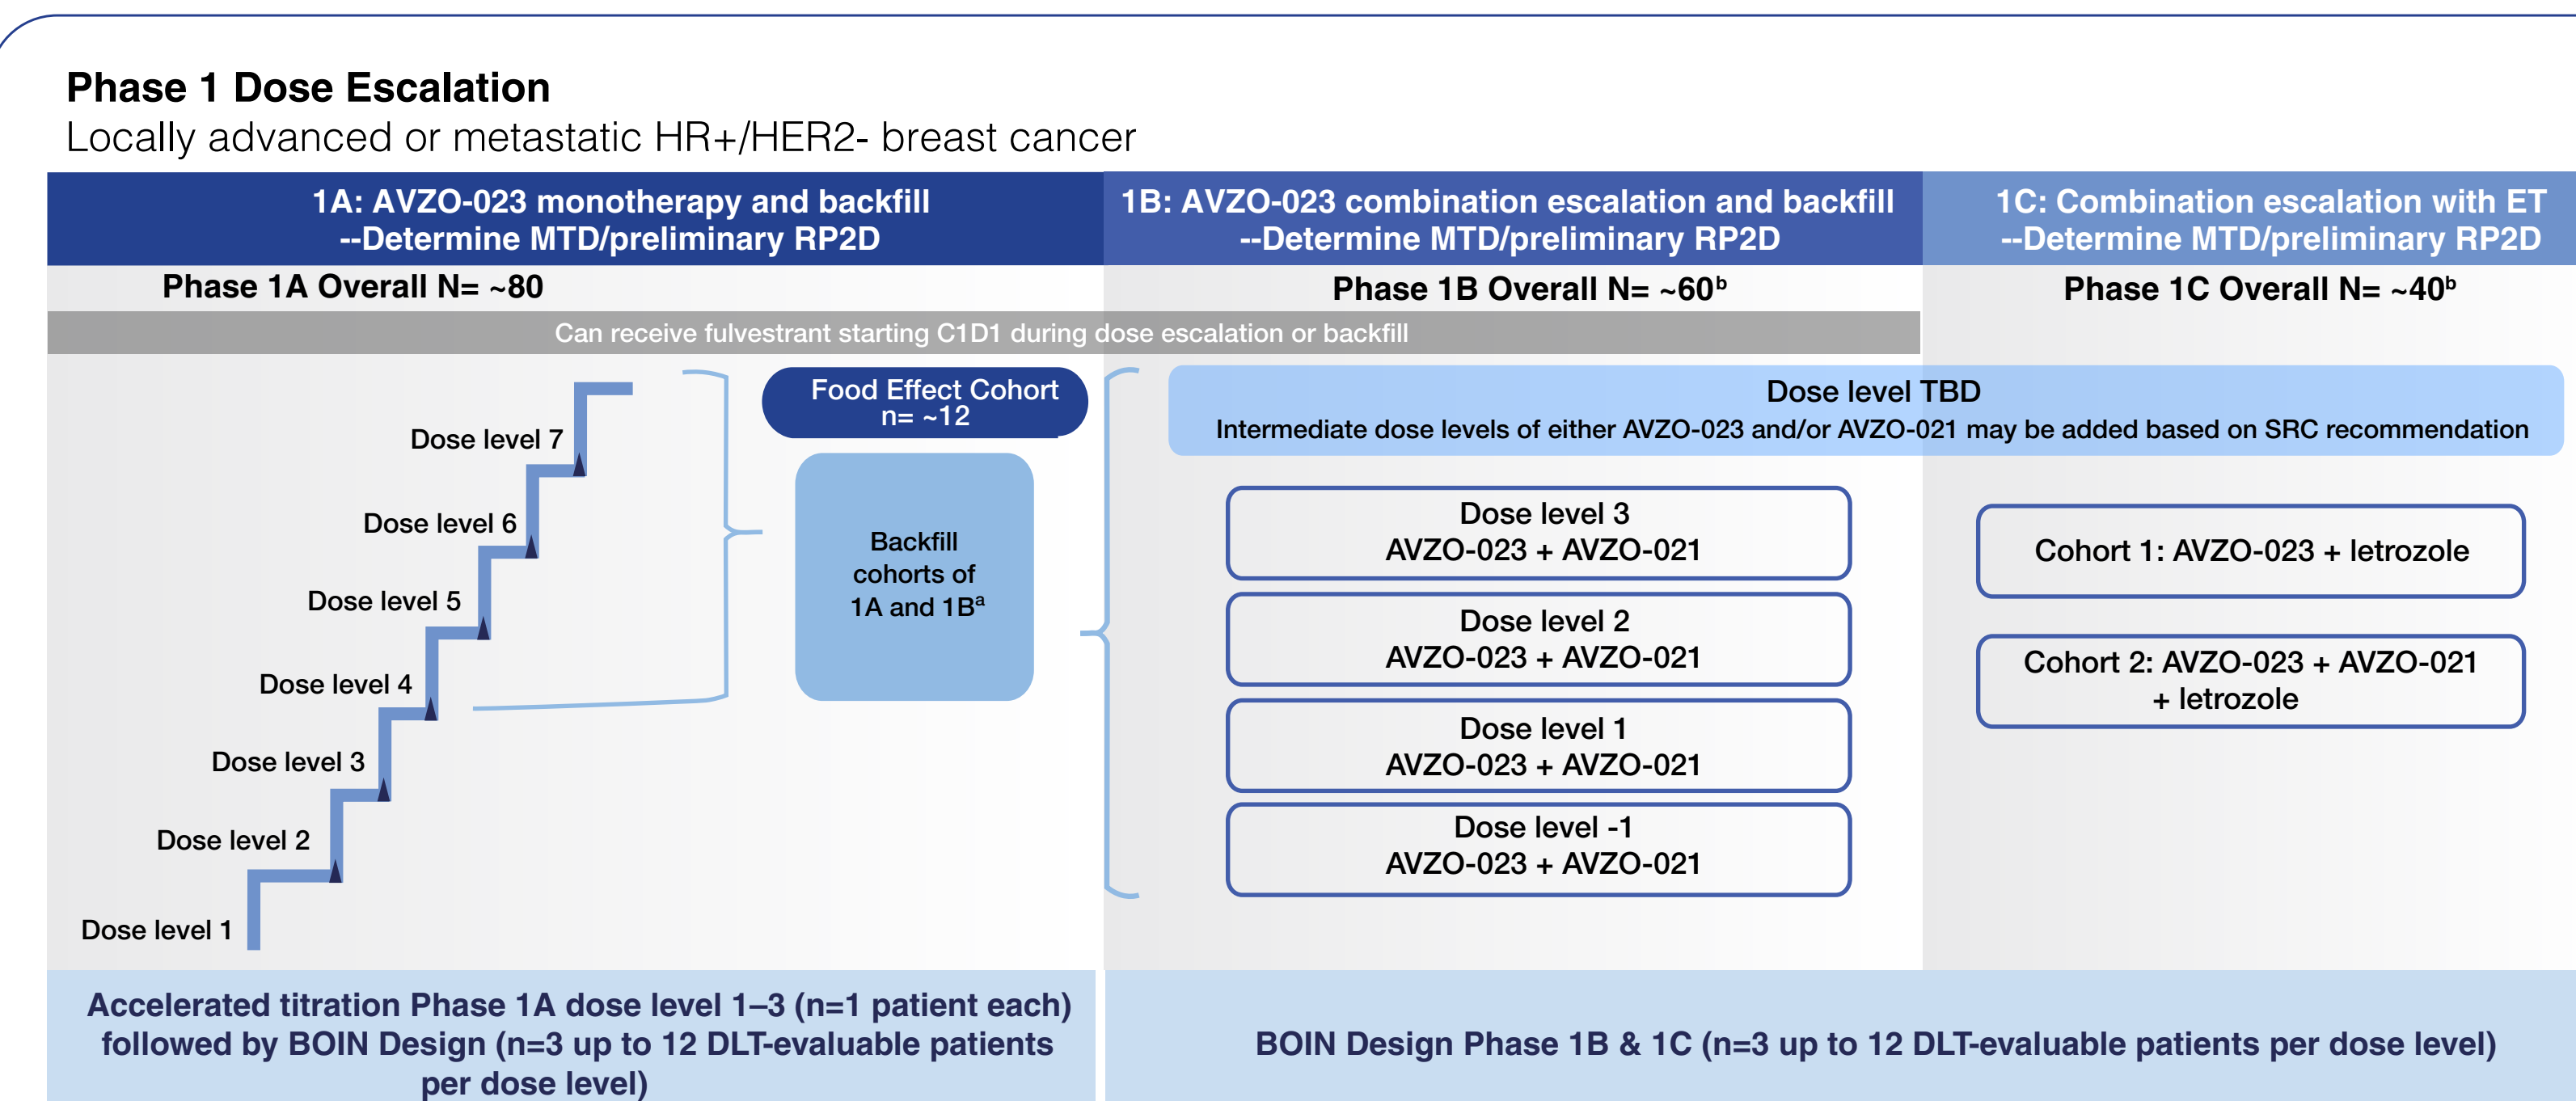 Phase 1 Dose Escalation
Locally advanced or metastatic HR+/HER2- breast cancer
1A: AVZO-023 monotherapy and backfill
--Determine MTD/preliminary RP2D
1B: AVZO-023 combination escalation and backfill
--Determine MTD/preliminary RP2D
1C: Combination escalation with ET
--Determine MTD/preliminary RP2D
Phase 1A Overall N= ~80
Phase 1B Overall N= ~60ᵇ
Phase 1C Overall N= ~40ᵇ
Can receive fulvestrant starting C1D1 during dose escalation or backfill
Dose level 7
Dose level 6
Dose level 5
Dose level 4
Dose level 3
Dose level 2
Dose level 1
Food Effect Cohort
n= ~12
Backfill
cohorts of
1A and 1Bᵃ
Dose level TBD
Intermediate dose levels of either AVZO-023 and/or AVZO-021 may be added based on SRC recommendation
Dose level 3
AVZO-023 + AVZO-021
Dose level 2
AVZO-023 + AVZO-021
Dose level 1
AVZO-023 + AVZO-021
Dose level -1
AVZO-023 + AVZO-021
Cohort 1: AVZO-023 + letrozole
Cohort 2: AVZO-023 + AVZO-021
+ letrozole
Accelerated titration Phase 1A dose level 1–3 (n=1 patient each)
followed by BOIN Design (n=3 up to 12 DLT-evaluable patients
per dose level)
BOIN Design Phase 1B & 1C (n=3 up to 12 DLT-evaluable patients per dose level)